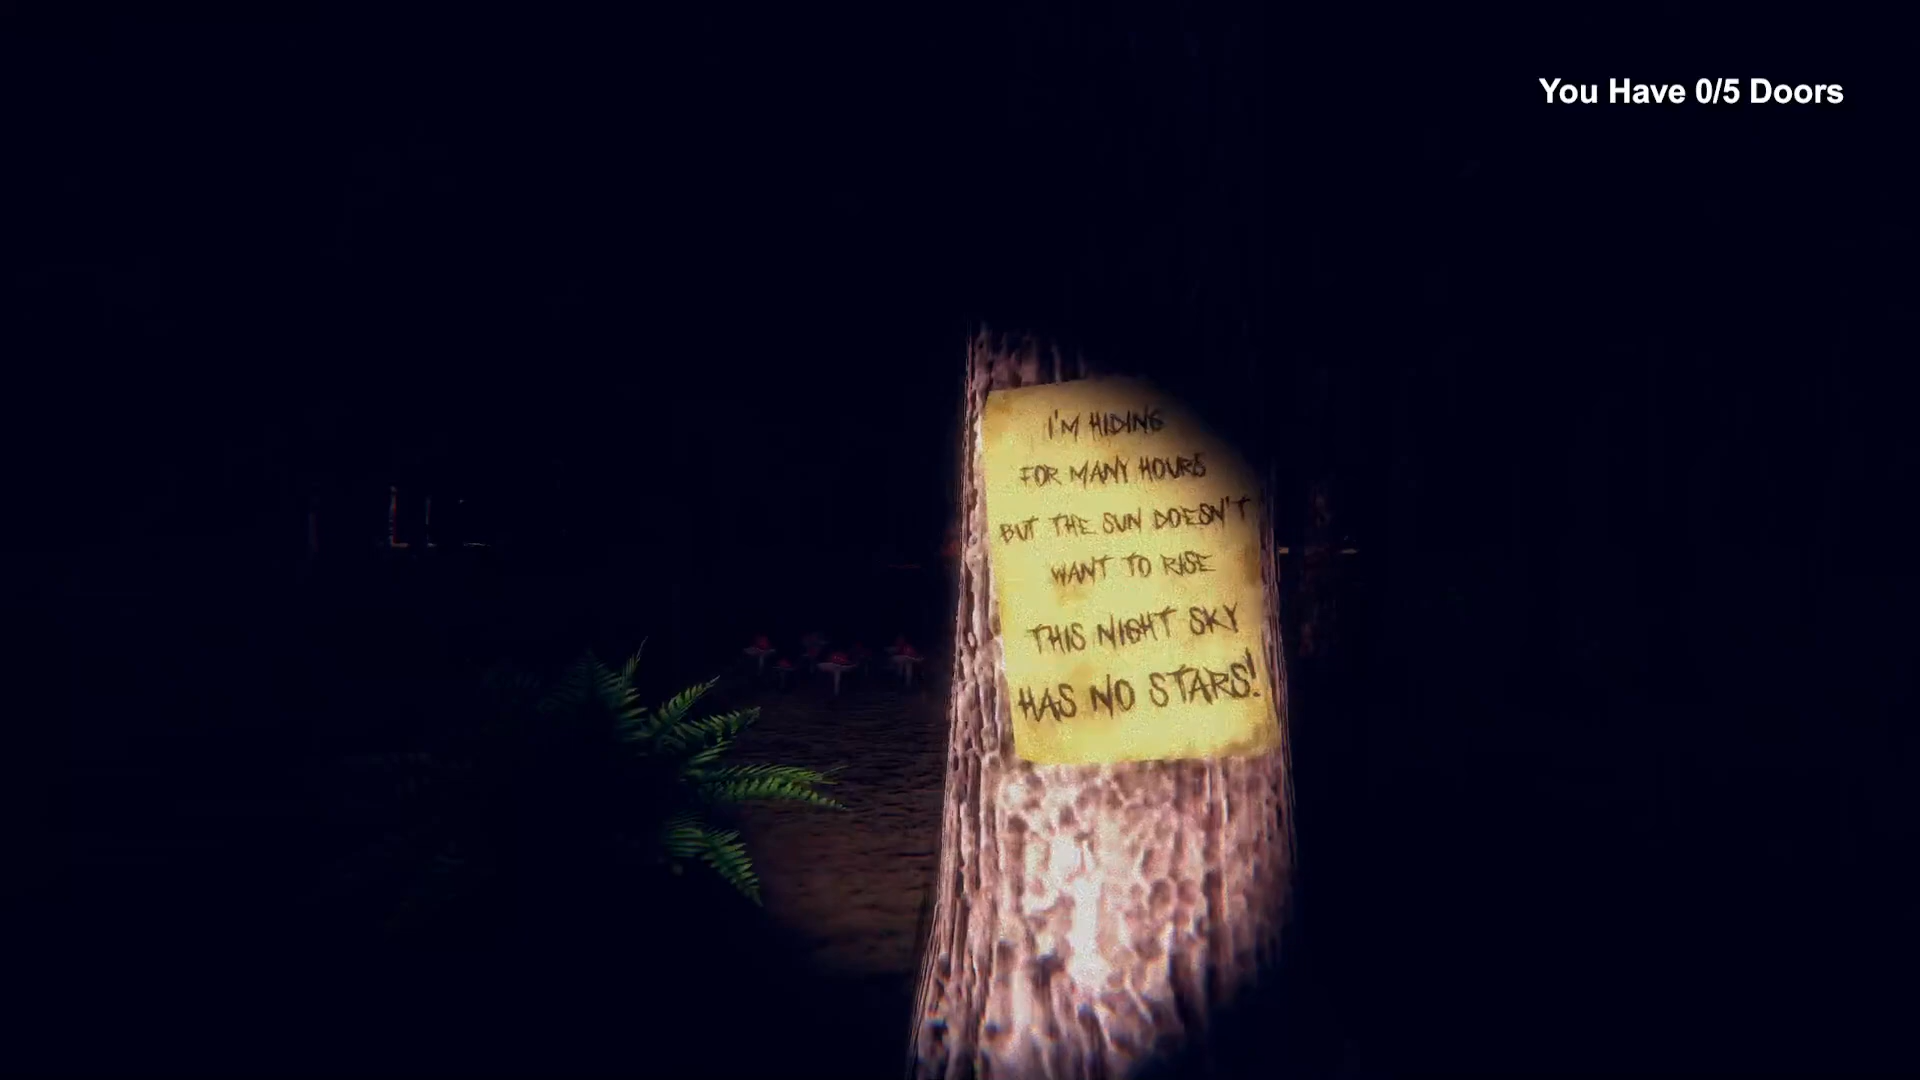 You Have 0/5 Doors
I'M HIDING
FOR MANY HOURS
BUT THE SUN DOESN'T
WANT TO RISE
THIS NIGHT SKY
HAS NO STARS!